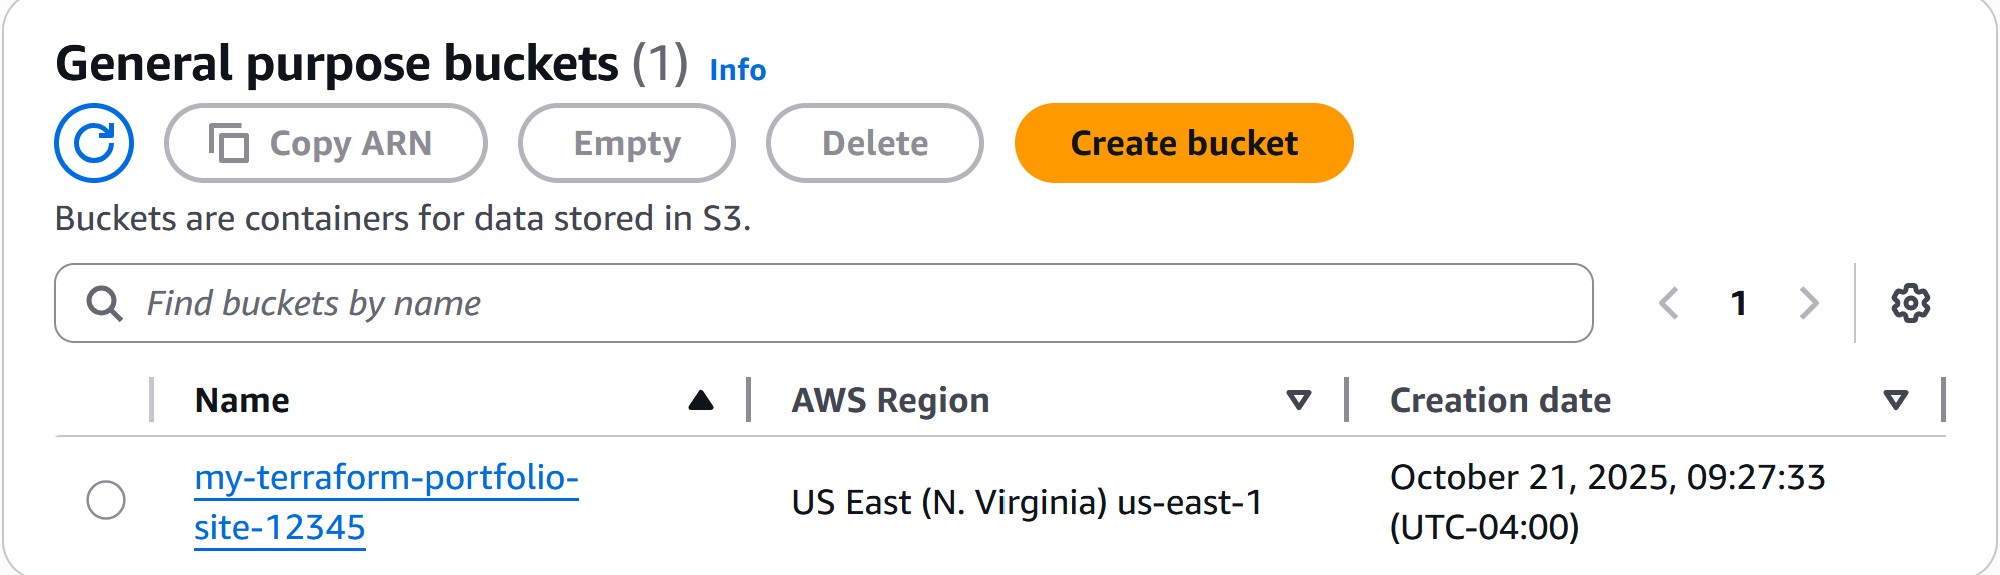 General purpose buckets (1) Info
Copy ARN Empty Delete Create bucket
Buckets are containers for data stored in S3.
Find buckets by name 1
Name AWS Region Creation date
my-terraform-portfolio-
site-12345
US East (N. Virginia) us-east-1
October 21, 2025, 09:27:33
(UTC-04:00)